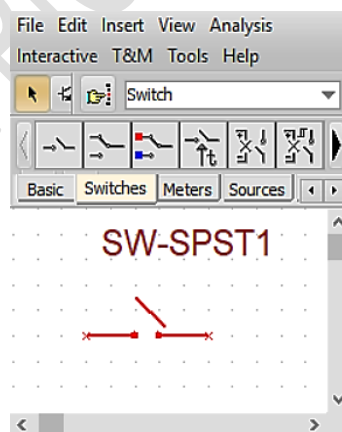 File Edit Insert View Analysis
Interactive T&M Tools Help
Switch
Basic Switches Meters Sources
SW-SPST1